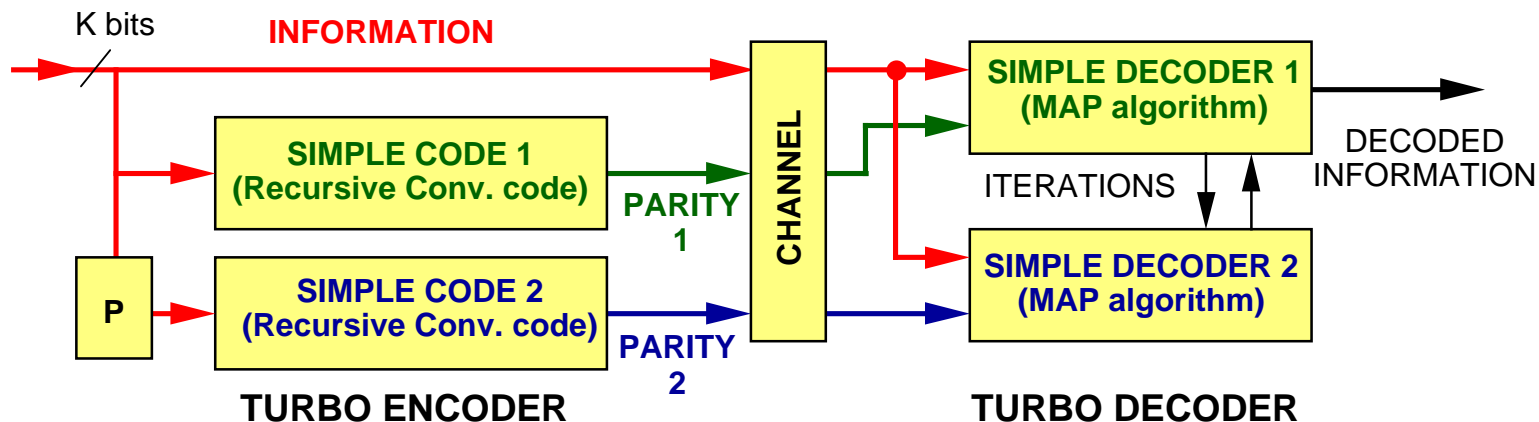 K bits
INFORMATION
SIMPLE CODE 1
(Recursive Conv. code)
PARITY
1
P
SIMPLE CODE 2
(Recursive Conv. code)
PARITY
2
TURBO ENCODER
CHANNEL
SIMPLE DECODER 1
(MAP algorithm)
DECODED
INFORMATION
ITERATIONS
SIMPLE DECODER 2
(MAP algorithm)
TURBO DECODER